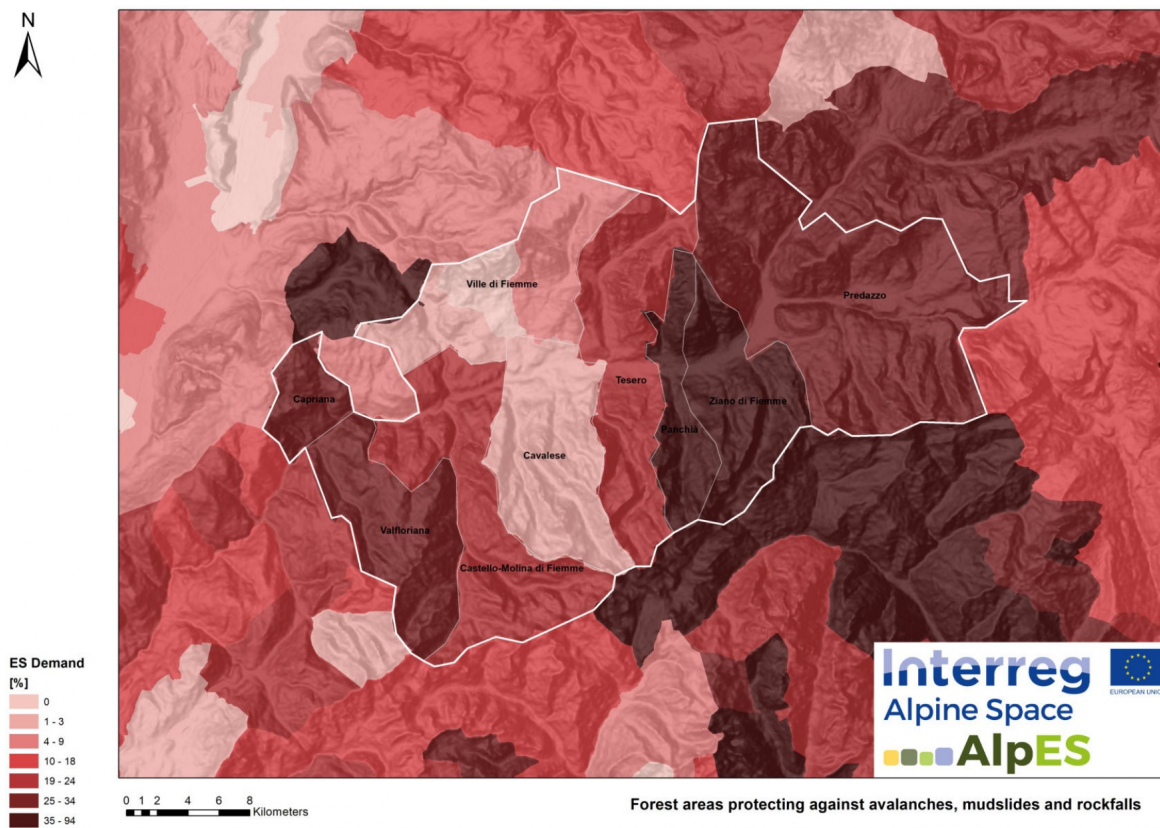 N
Ville di Fiemme
Predazzo
Capriana
Tesero
Ziano di Fiemme
Panchià
Cavalese
Valfloriana
Castello-Molina di Fiemme
ES Demand
[%]
0
1 - 3
4 - 9
10 - 18
19 - 24
25 - 34
35 - 94
0 1 2 4 6 8
Kilometers
Interreg
EUROPEAN UNIO
Alpine Space
AlpES
Forest areas protecting against avalanches, mudslides and rockfalls